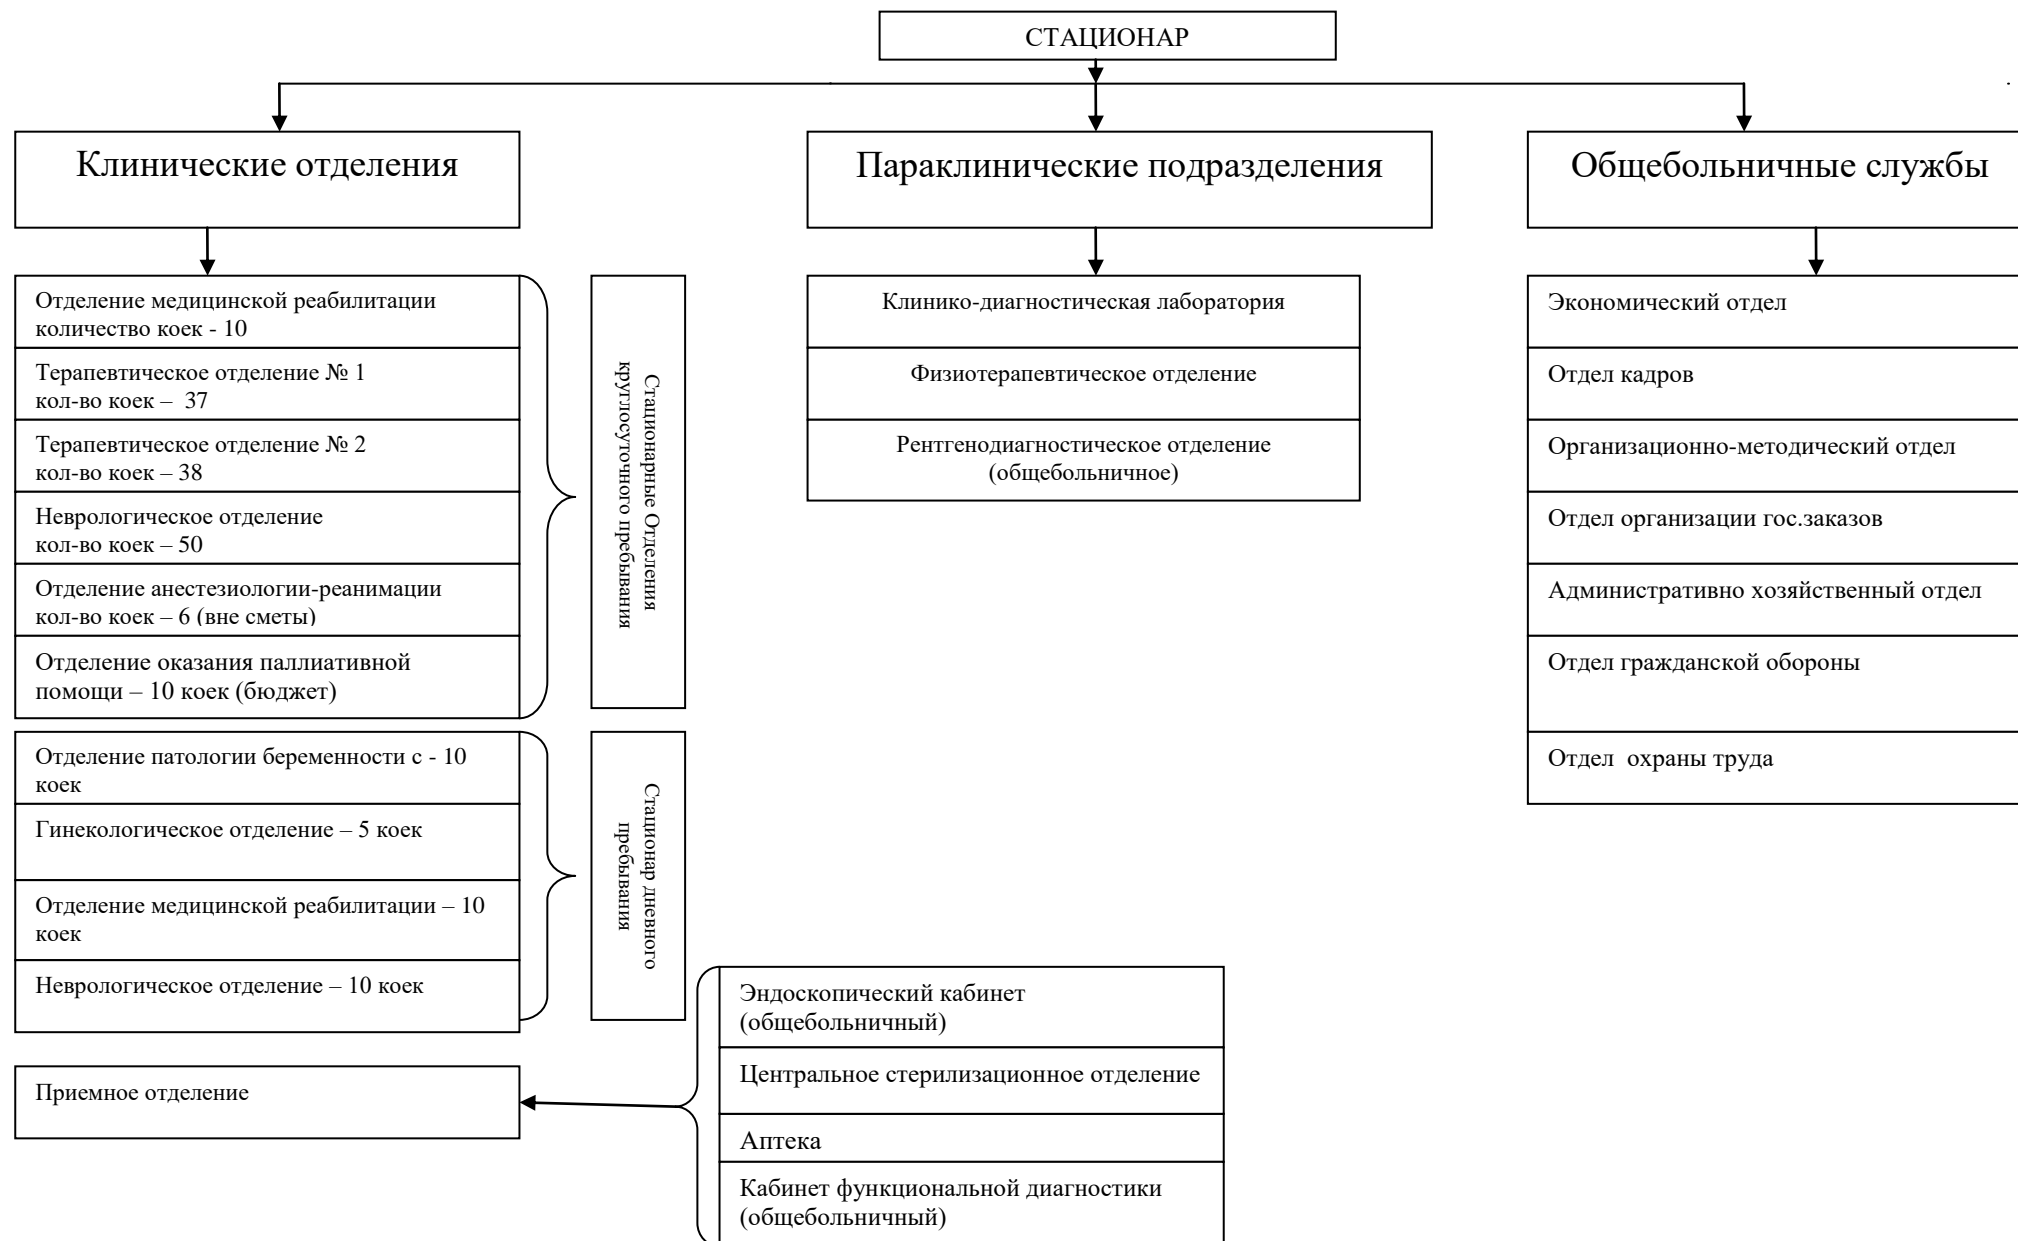 СТАЦИОНАР
Клинические отделения
Параклинические подразделения
Общебольничные службы
Отделение медицинской реабилитации
количество коек - 10
Терапевтическое отделение № 1
кол-во коек –  37
Терапевтическое отделение № 2
кол-во коек – 38
Неврологическое отделение
кол-во коек – 50
Отделение анестезиологии-реанимации
кол-во коек – 6 (вне сметы)
Отделение оказания паллиативной
помощи – 10 коек (бюджет)
Стационарные Отделения
круглосуточного пребывания
Отделение патологии беременности с - 10
коек
Гинекологическое отделение – 5 коек
Отделение медицинской реабилитации – 10
коек
Неврологическое отделение – 10 коек
Стационар дневного
пребывания
Приемное отделение
Клинико-диагностическая лаборатория
Физиотерапевтическое отделение
Рентгенодиагностическое отделение
(общебольничное)
Эндоскопический кабинет
(общебольничный)
Центральное стерилизационное отделение
Аптека
Кабинет функциональной диагностики
(общебольничный)
Экономический отдел
Отдел кадров
Организационно-методический отдел
Отдел организации гос.заказов
Административно хозяйственный отдел
Отдел гражданской обороны
Отдел  охраны труда